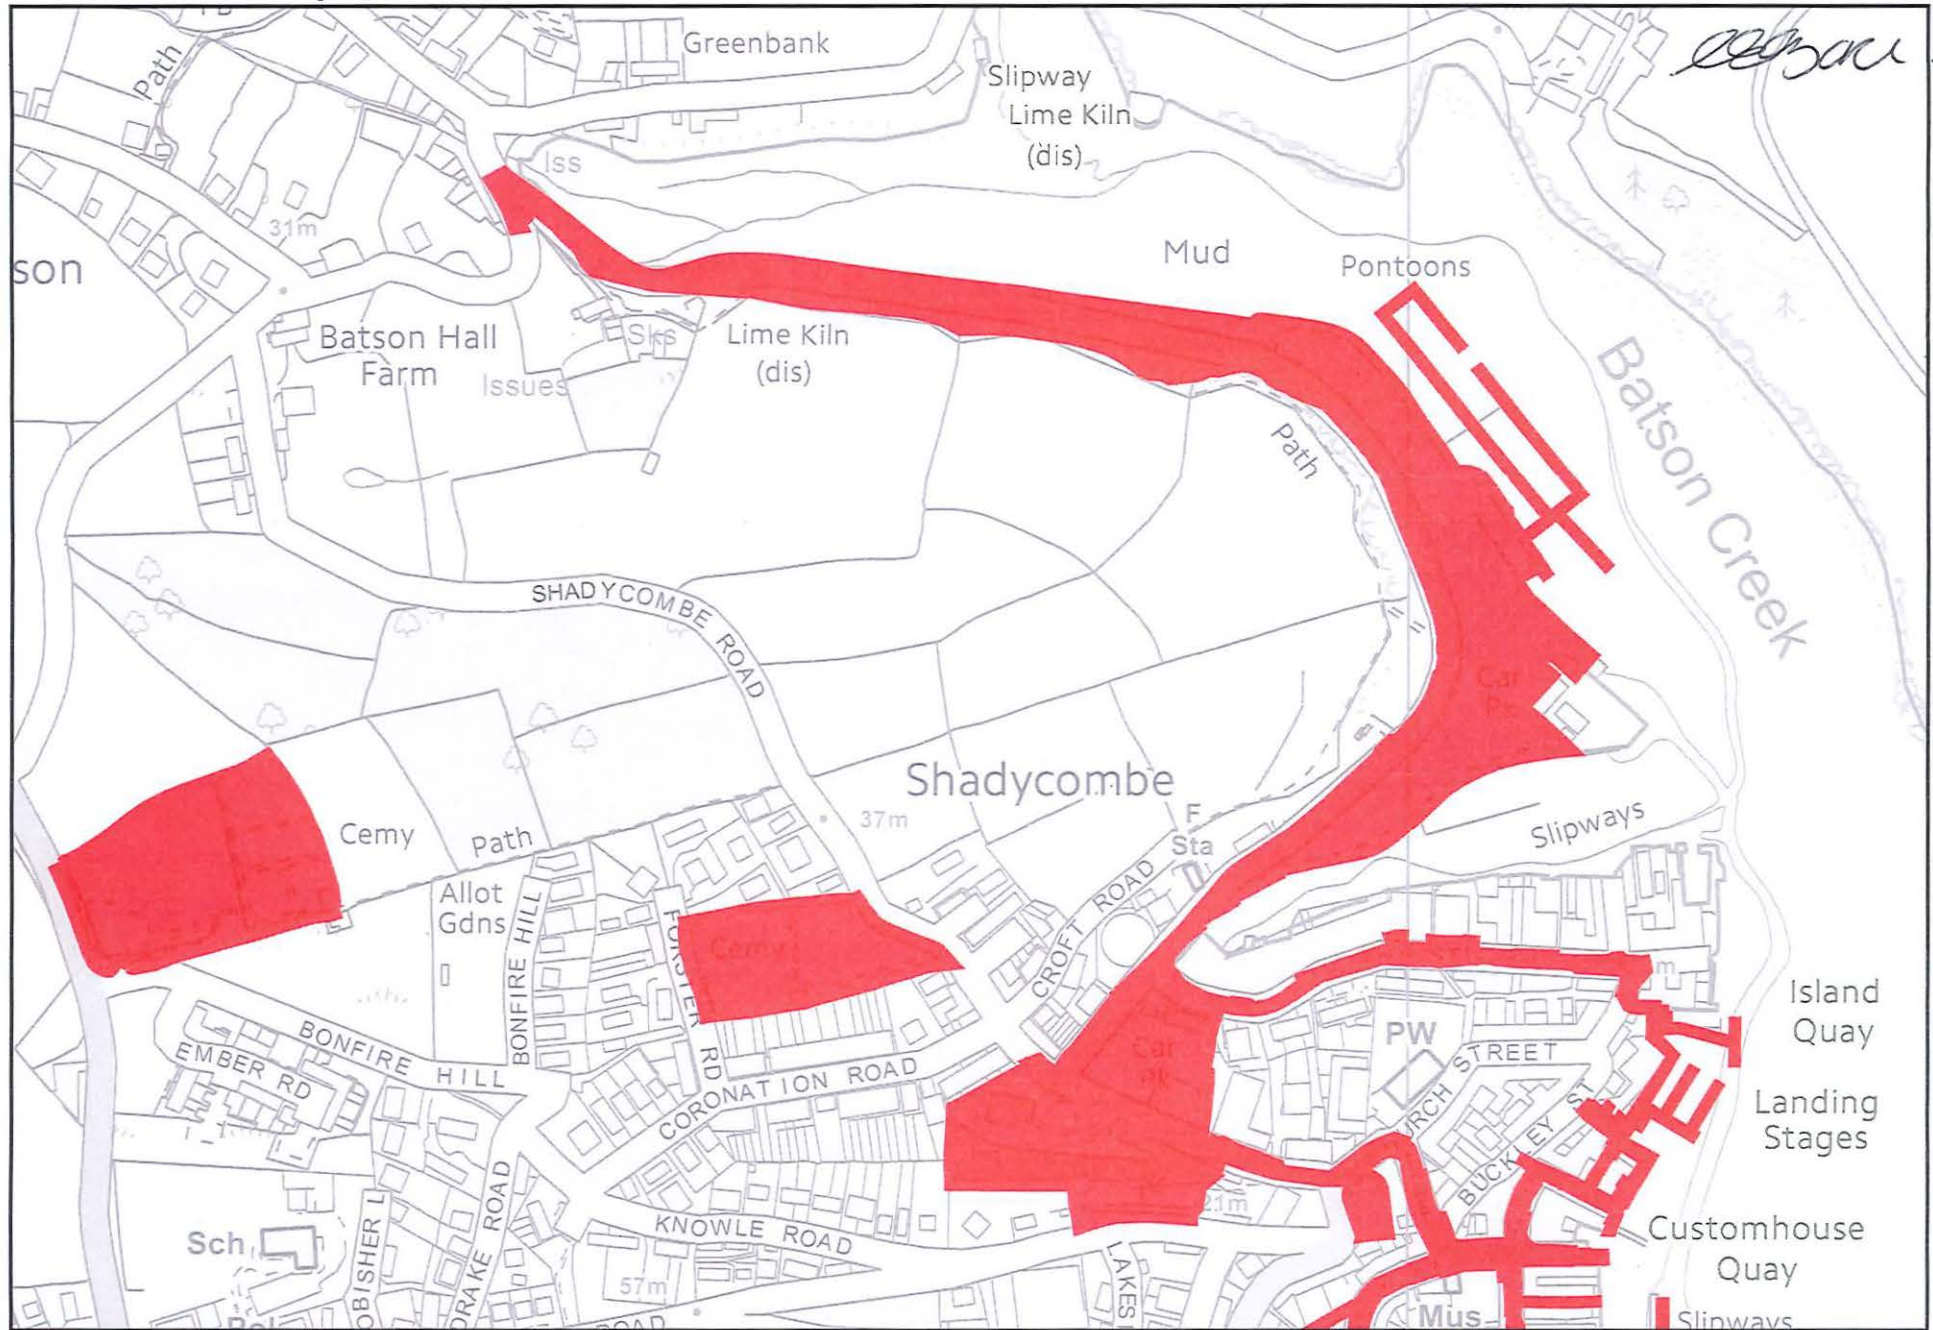 Path
Greenbank
Slipway
Lime Kiln
(dis)
Iss
31m
son
Mud
Pontoons
Batson Hall
Farm
Sks
Issues
Lime Kiln
(dis)
Path
Batson Creek
SHADYCOMBE ROAD
Car
Pk
Shadycombe
37m
F
Sta
Slipways
Cemy
Path
Allot
Gdns
BONFIRE HILL
FORSTER RD
Cemy
CROFT ROAD
m
Island
Quay
PW
Car
Pk
STREET
URCH
BUCKLEY ST
Landing
Stages
BONFIRE HILL
EMBER RD
CORONATION ROAD
21m
Customhouse
Quay
Sch
OBISHER L
DRAKE ROAD
KNOWLE ROAD
57m
LAKES
Mus
Slipways
ROAD